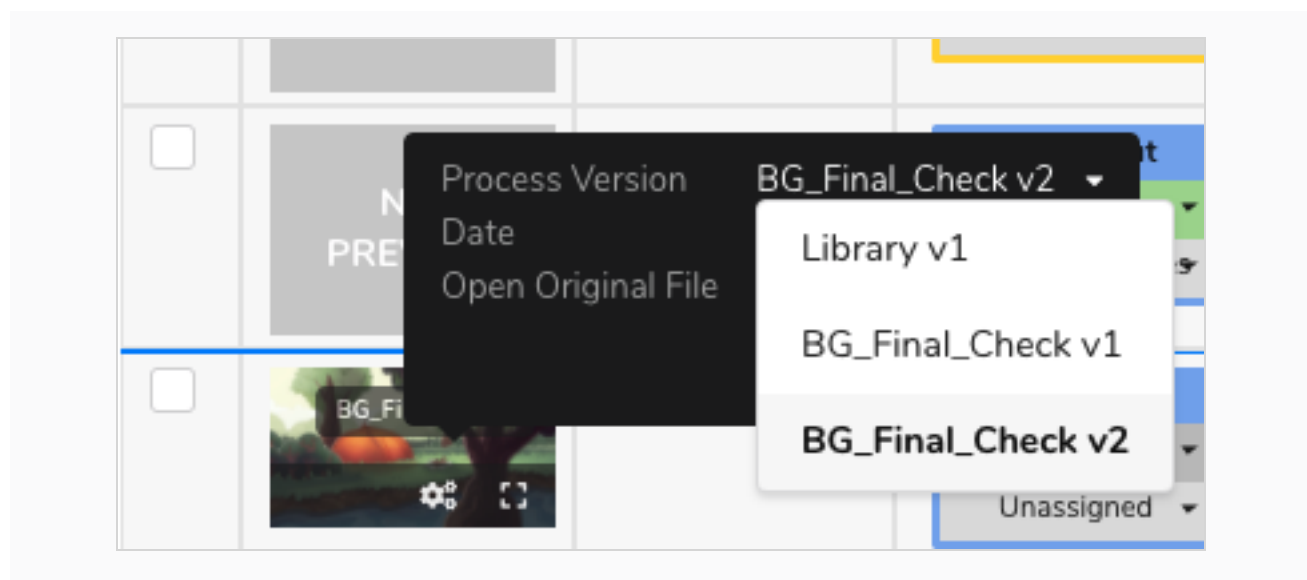 Process Version BG_Final_Check v2
Date
Open Original File
Library v1
BG_Final_Check v1
BG_Final_Check v2
Unassigned